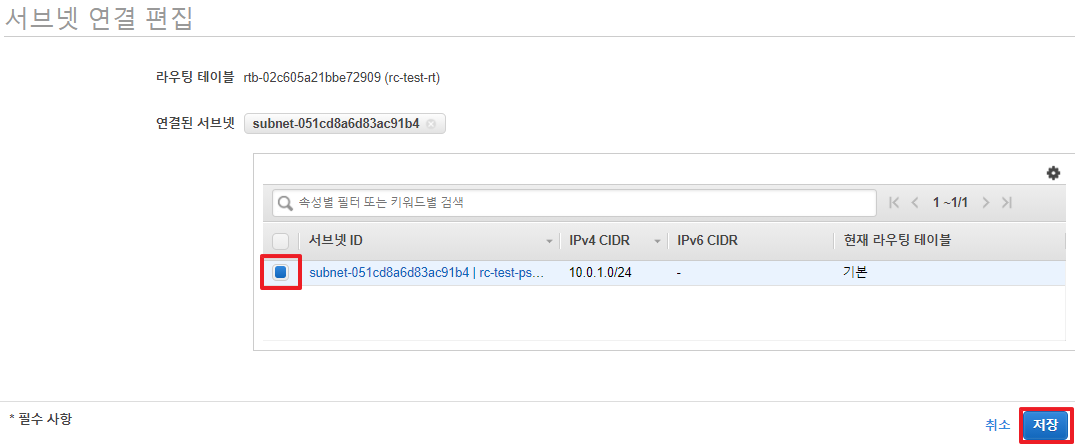 서브넷 연결 편집
라우팅 테이블 rtb-02c605a21bbe72909 (rc-test-rt)
연결된 서브넷 subnet-051cd8a6d83ac91b4
속성별 필터 또는 키워드별 검색 1 ~1/1
서브넷 ID IPv4 CIDR IPv6 CIDR 현재 라우팅 테이블
subnet-051cd8a6d83ac91b4 | rc-test-ps... 10.0.1.0/24 - 기본
* 필수 사항 취소 저장